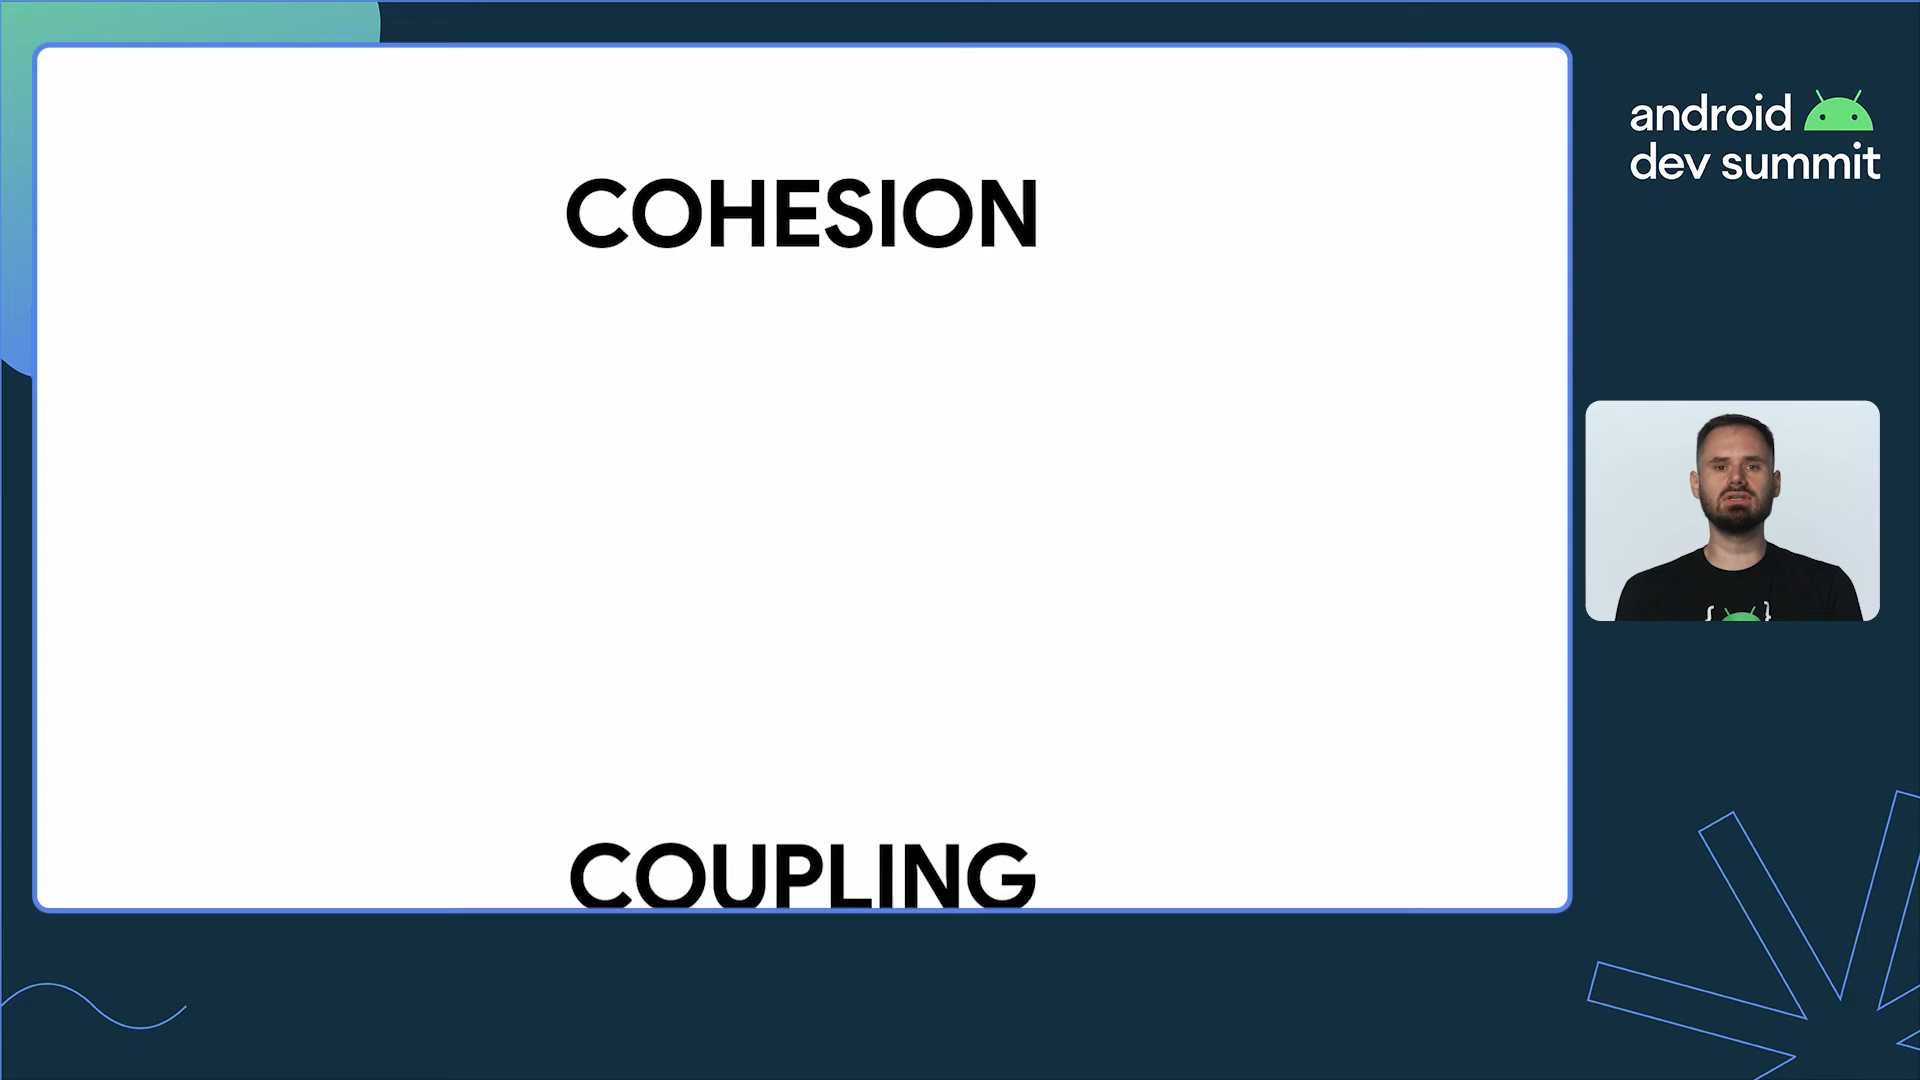 COHESION
android
dev summit
{ }
COUPLING